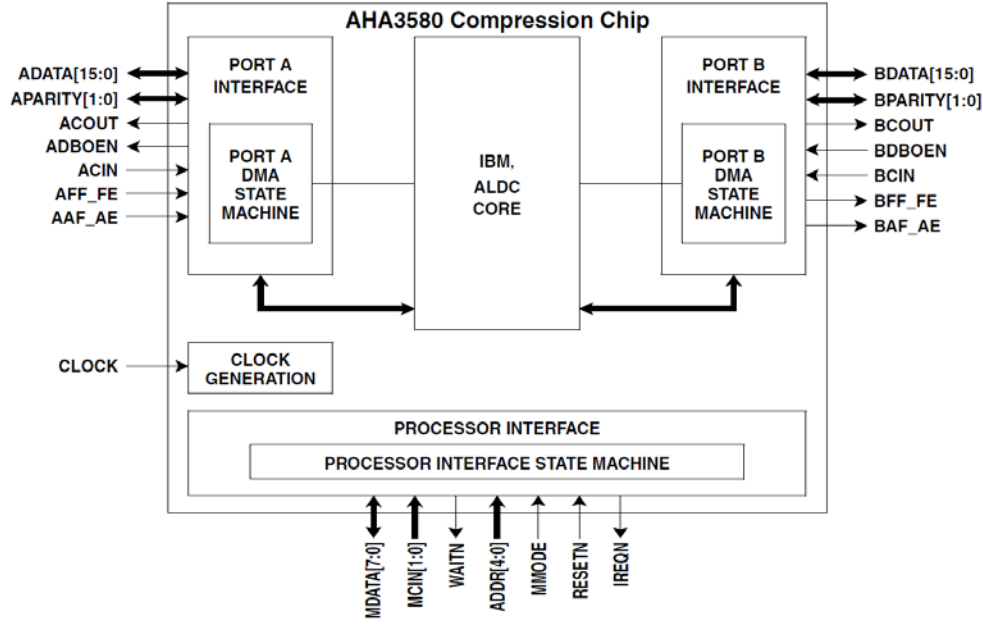 AHA3580 Compression Chip
ADATA[15:0]
APARITY[1:0]
ACOUT
ADBOEN
ACIN
AFF_FE
AAF_AE
PORT A
INTERFACE
PORT A
DMA
STATE
MACHINE
IBM,
ALDC
CORE
PORT B
INTERFACE
PORT B
DMA
STATE
MACHINE
BDATA[15:0]
BPARITY[1:0]
BCOUT
BDBOEN
BCIN
BFF_FE
BAF_AE
CLOCK
CLOCK
GENERATION
PROCESSOR INTERFACE
PROCESSOR INTERFACE STATE MACHINE
MDATA[7:0]
MCIN[1:0]
WAITN
ADDR[4:0]
MMODE
RESETN
IREQN